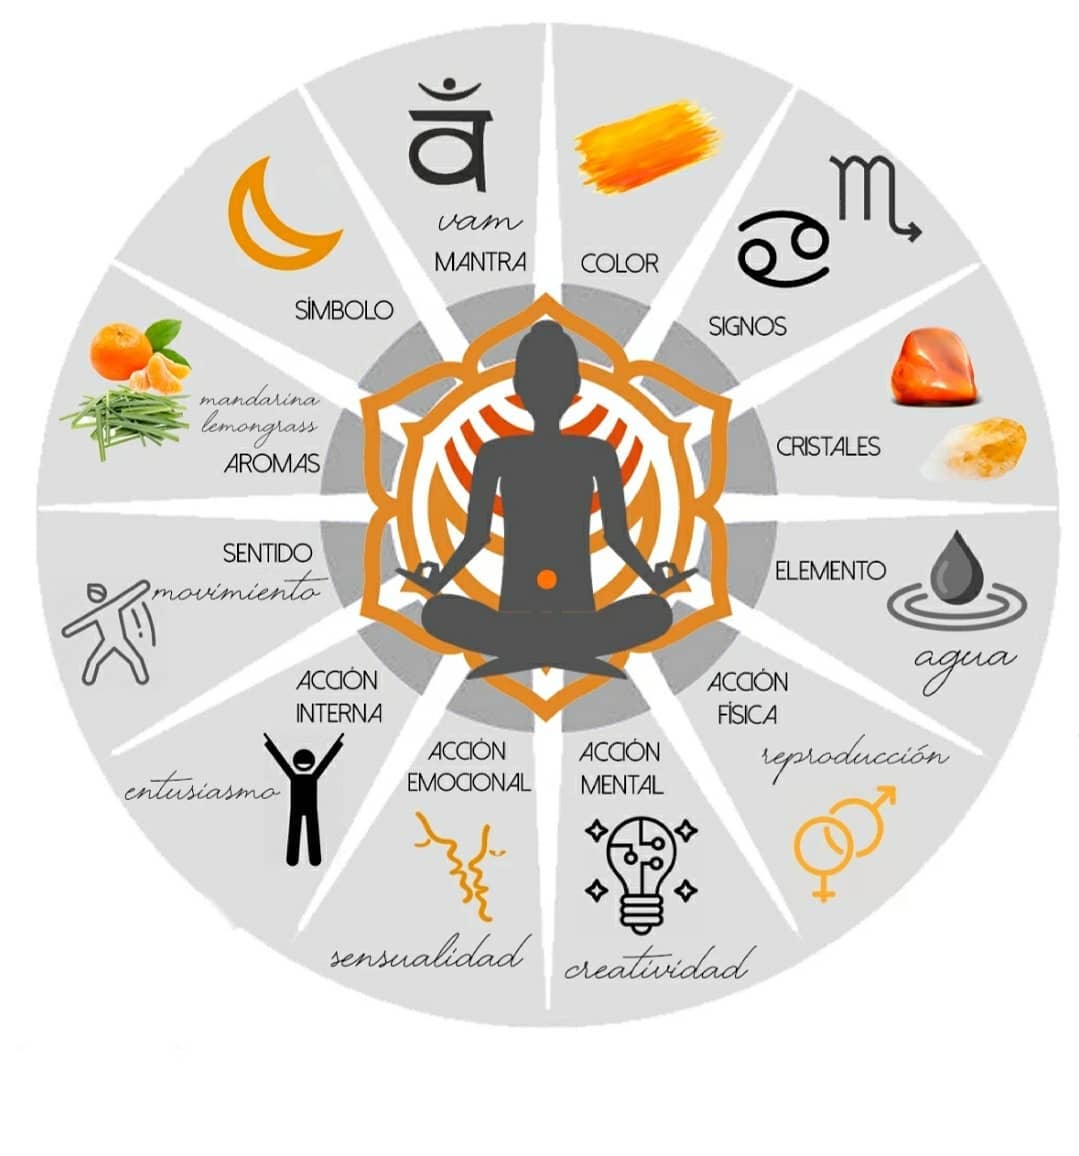 वं
vam
MANTRA
COLOR
SIGNOS
CRISTALES
ELEMENTO
agua
ACCIÓN
FÍSICA
reproducción
ACCIÓN
MENTAL
creatividad
ACCIÓN
EMOCIONAL
sensualidad
ACCIÓN
INTERNA
entusiasmo
SENTIDO
movimiento
mandarina
lemongrass
AROMAS
SÍMBOLO